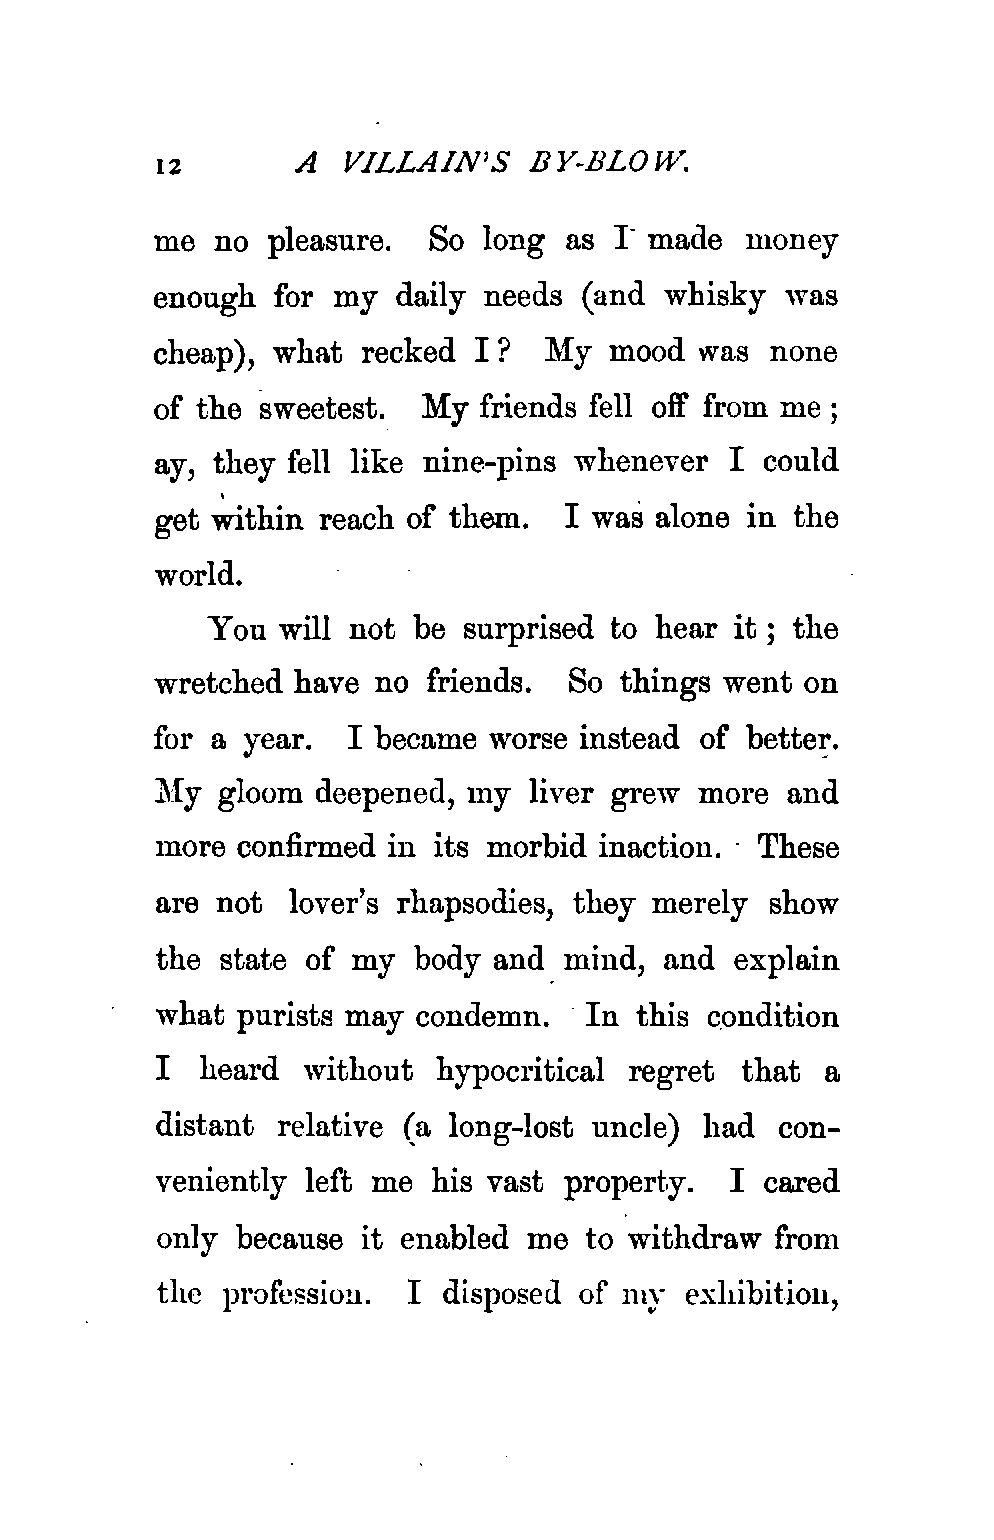 12 A VILLAIN'S BY-BLOW.
me no pleasure. So long as I made money
enough for my daily needs (and whisky was
cheap), what recked I? My mood was none
of the sweetest. My friends fell off from me;
ay, they fell like nine-pins whenever I could
get within reach of them. I was alone in the
world.
You will not be surprised to hear it; the
wretched have no friends. So things went on
for a year. I became worse instead of better.
My gloom deepened, my liver grew more and
more confirmed in its morbid inaction. These
are not lover's rhapsodies, they merely show
the state of my body and mind, and explain
what purists may condemn. In this condition
I heard without hypocritical regret that a
distant relative (a long-lost uncle) had con-
veniently left me his vast property. I cared
only because it enabled me to withdraw from
the profession. I disposed of my exhibition,